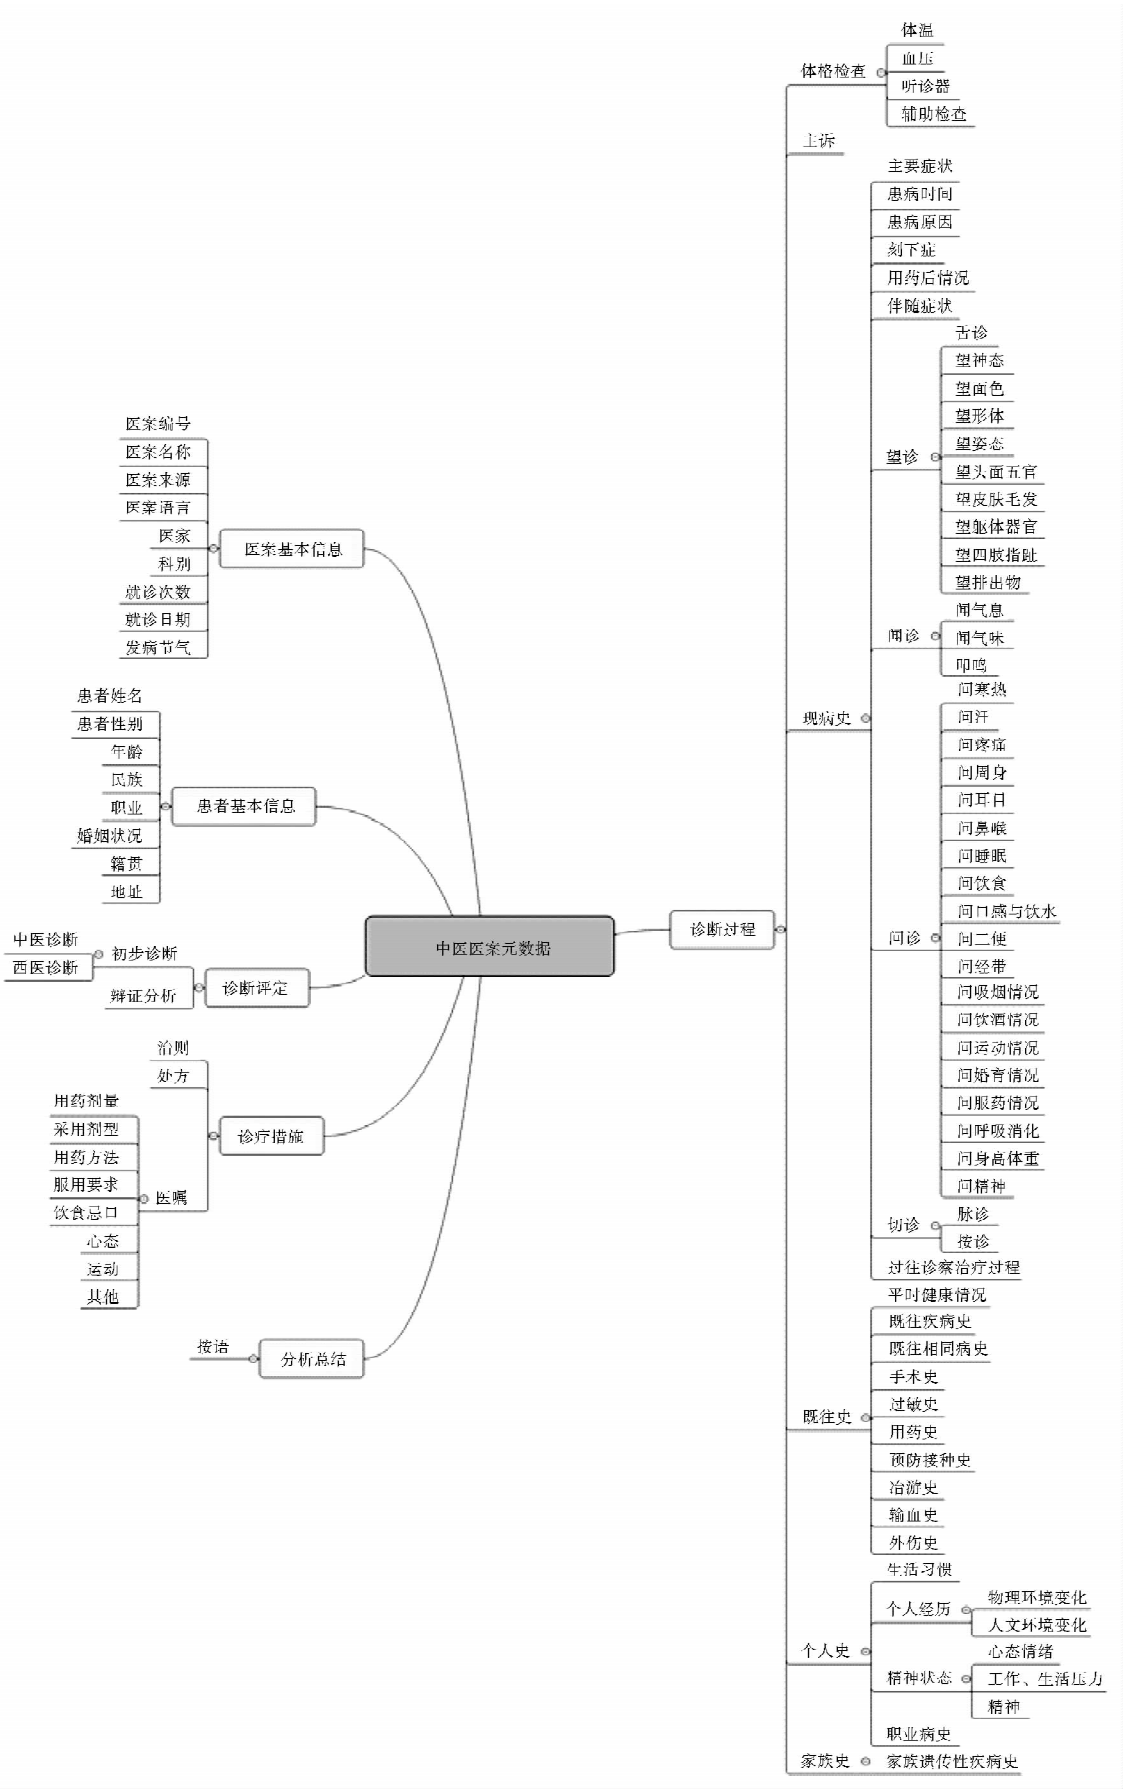 中医医案元数据
医案基本信息
医案编号
医案名称
医案来源
医案语言
医家
科别
就诊次数
就诊日期
发病节气
患者基本信息
患者姓名
患者性别
年龄
民族
职业
婚姻状况
籍贯
地址
诊断评定
初步诊断
中医诊断
西医诊断
辩证分析
诊疗措施
治则
处方
医嘱
用药剂量
采用剂型
用药方法
服用要求
饮食忌口
心态
运动
其他
分析总结
按语
诊断过程
体格检查
体温
血压
听诊器
辅助检查
主诉
现病史
主要症状
患病时间
患病原因
刻下症
用药后情况
伴随症状
望诊
舌诊
望神态
望面色
望形体
望姿态
望头面五官
望皮肤毛发
望躯体器官
望四肢指趾
望排出物
闻诊
闻气息
闻气味
叩鸣
问诊
问寒热
问汗
问疼痛
问周身
问耳目
问鼻喉
问睡眠
问饮食
问口感与饮水
问二便
问经带
问吸烟情况
问饮酒情况
问运动情况
问婚育情况
问服药情况
问呼吸消化
问身高体重
问精神
切诊
脉诊
按诊
过往诊察治疗过程
既往史
平时健康情况
既往疾病史
既往相同病史
手术史
过敏史
用药史
预防接种史
冶游史
输血史
外伤史
个人史
生活习惯
个人经历
物理环境变化
人文环境变化
精神状态
心态情绪
工作、生活压力
精神
职业病史
家族史
家族遗传性疾病史